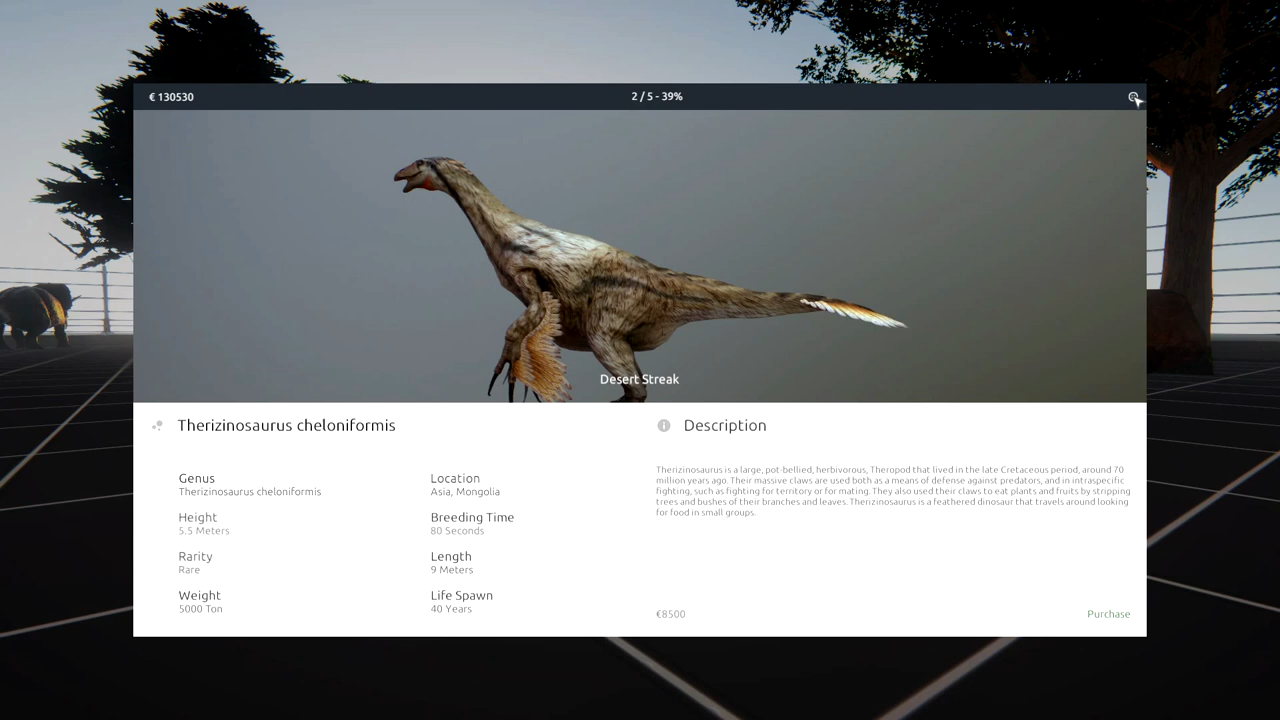 € 130530
2 / 5 - 39%
Desert Streak
Therizinosaurus cheloniformis
Genus
Therizinosaurus cheloniformis
Height
5.5 Meters
Rarity
Rare
Weight
5000 Ton
Location
Asia, Mongolia
Breeding Time
80 Seconds
Length
9 Meters
Life Spawn
40 Years
Description
Therizinosaurus is a large, pot-bellied, herbivorous, Theropod that lived in the late Cretaceous period, around 70
million years ago. Their massive claws are used both as a means of defense against predators, and in intraspecific
fighting, such as fighting for territory or for mating. They also used their claws to eat plants and fruits by stripping
trees and bushes of their branches and leaves. Therizinosaurus is a feathered dinosaur that travels around looking
for food in small groups.
€8500
Purchase